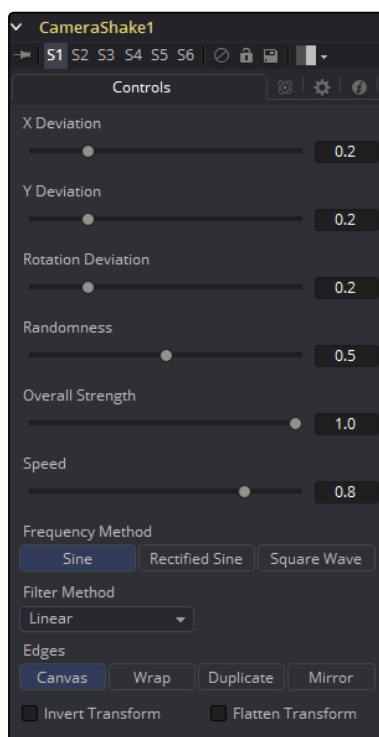 CameraShake1
S1 S2 S3 S4 S5 S6
Controls
X Deviation
0.2
Y Deviation
0.2
Rotation Deviation
0.2
Randomness
0.5
Overall Strength
1.0
Speed
0.8
Frequency Method
Sine Rectified Sine Square Wave
Filter Method
Linear
Edges
Canvas Wrap Duplicate Mirror
Invert Transform Flatten Transform